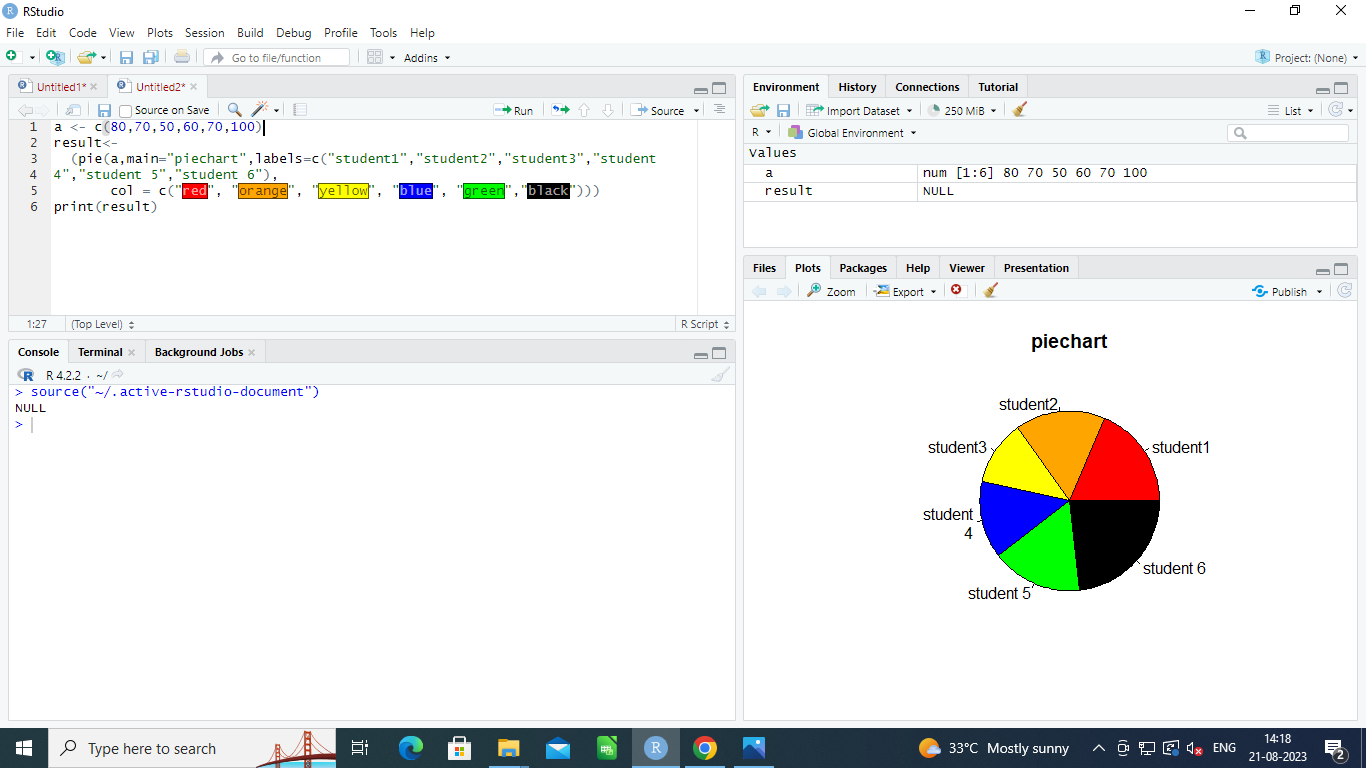 RStudio
File Edit Code View Plots Session Build Debug Profile Tools Help
Go to file/function Addins Project: (None)
Untitled1* Untitled2*
Source on Save Run Source
1 a <- c(80,70,50,60,70,100)
2 result<-
3 (pie(a,main="piechart",labels=c("student1","student2","student3","student
4 4","student 5","student 6"),
5 col = c("red", "orange", "yellow", "blue", "green","black")))
6 print(result)
1:27 (Top Level) R Script
Console Terminal Background Jobs
R 4.2.2 · ~/
> source("~/.active-rstudio-document")
NULL
>
Environment History Connections Tutorial
Import Dataset 250 MiB List
R Global Environment
Values
a num [1:6] 80 70 50 60 70 100
result NULL
Files Plots Packages Help Viewer Presentation
Zoom Export Publish
piechart
student2
student3
student1
student
4
student 6
student 5
Type here to search
33°C Mostly sunny
ENG
14:18
21-08-2023
2